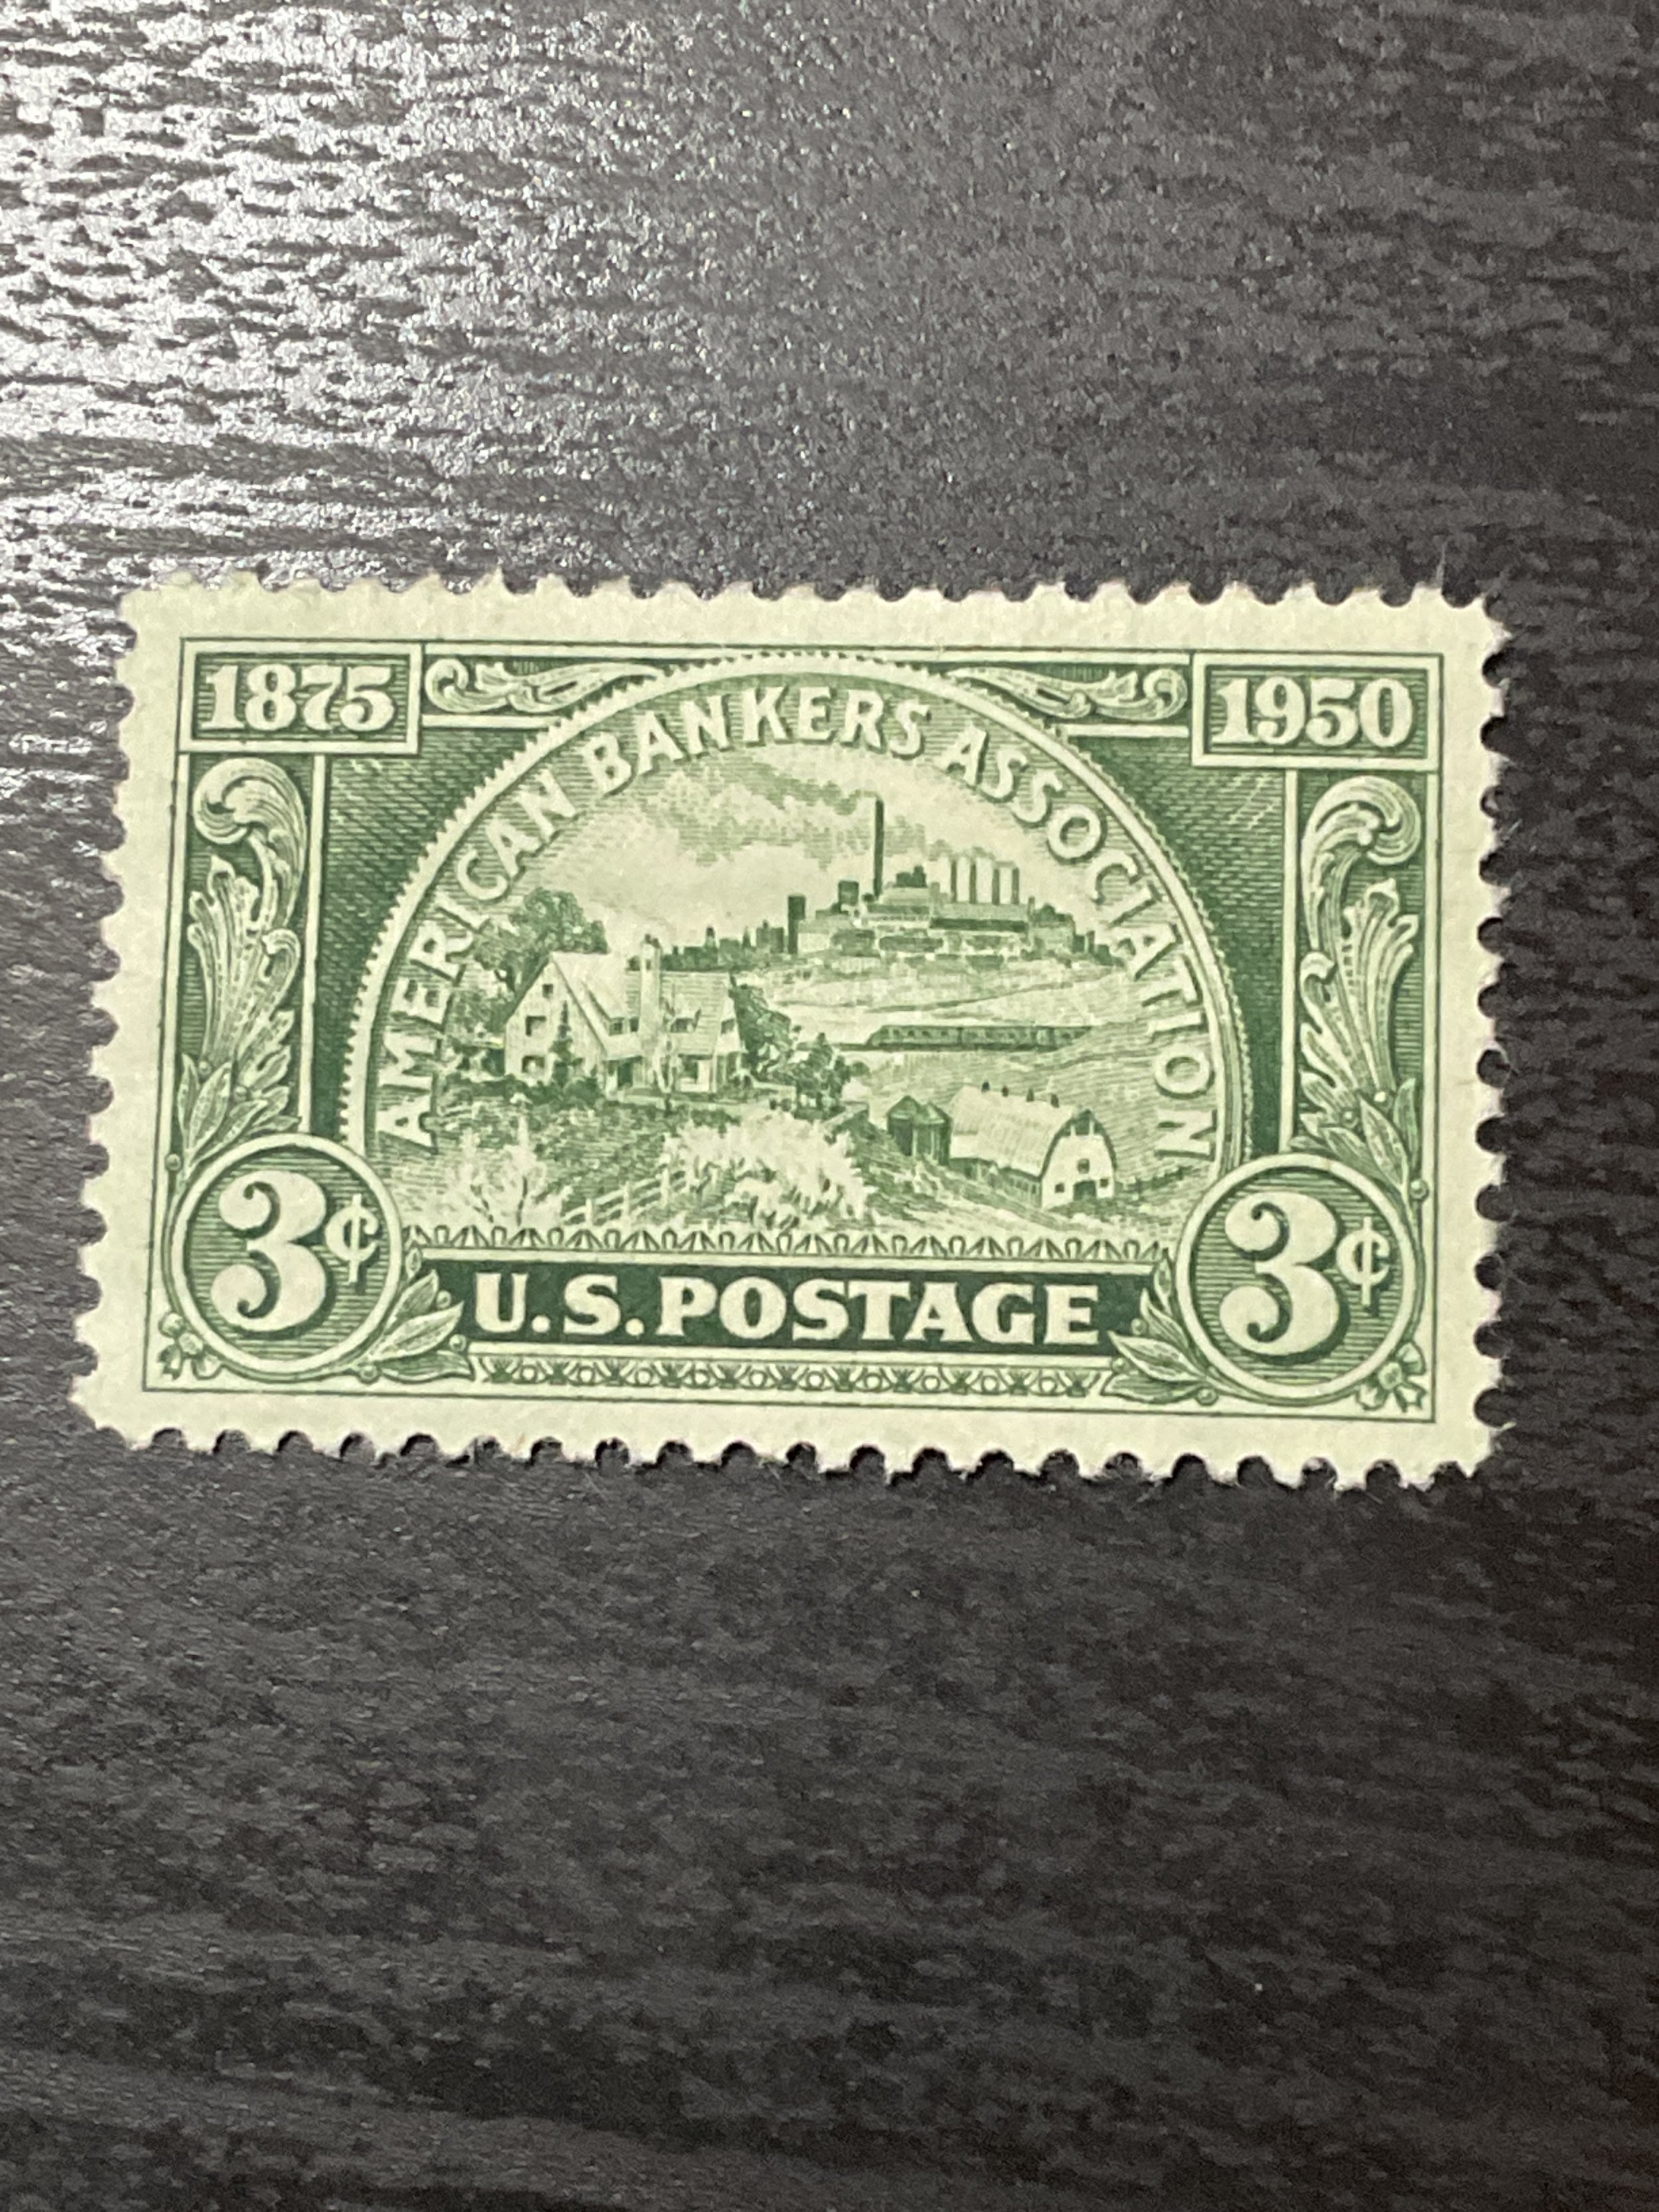 1875
1950
AMERICAN BANKERS ASSOCIATION
3¢
3¢
U.S. POSTAGE